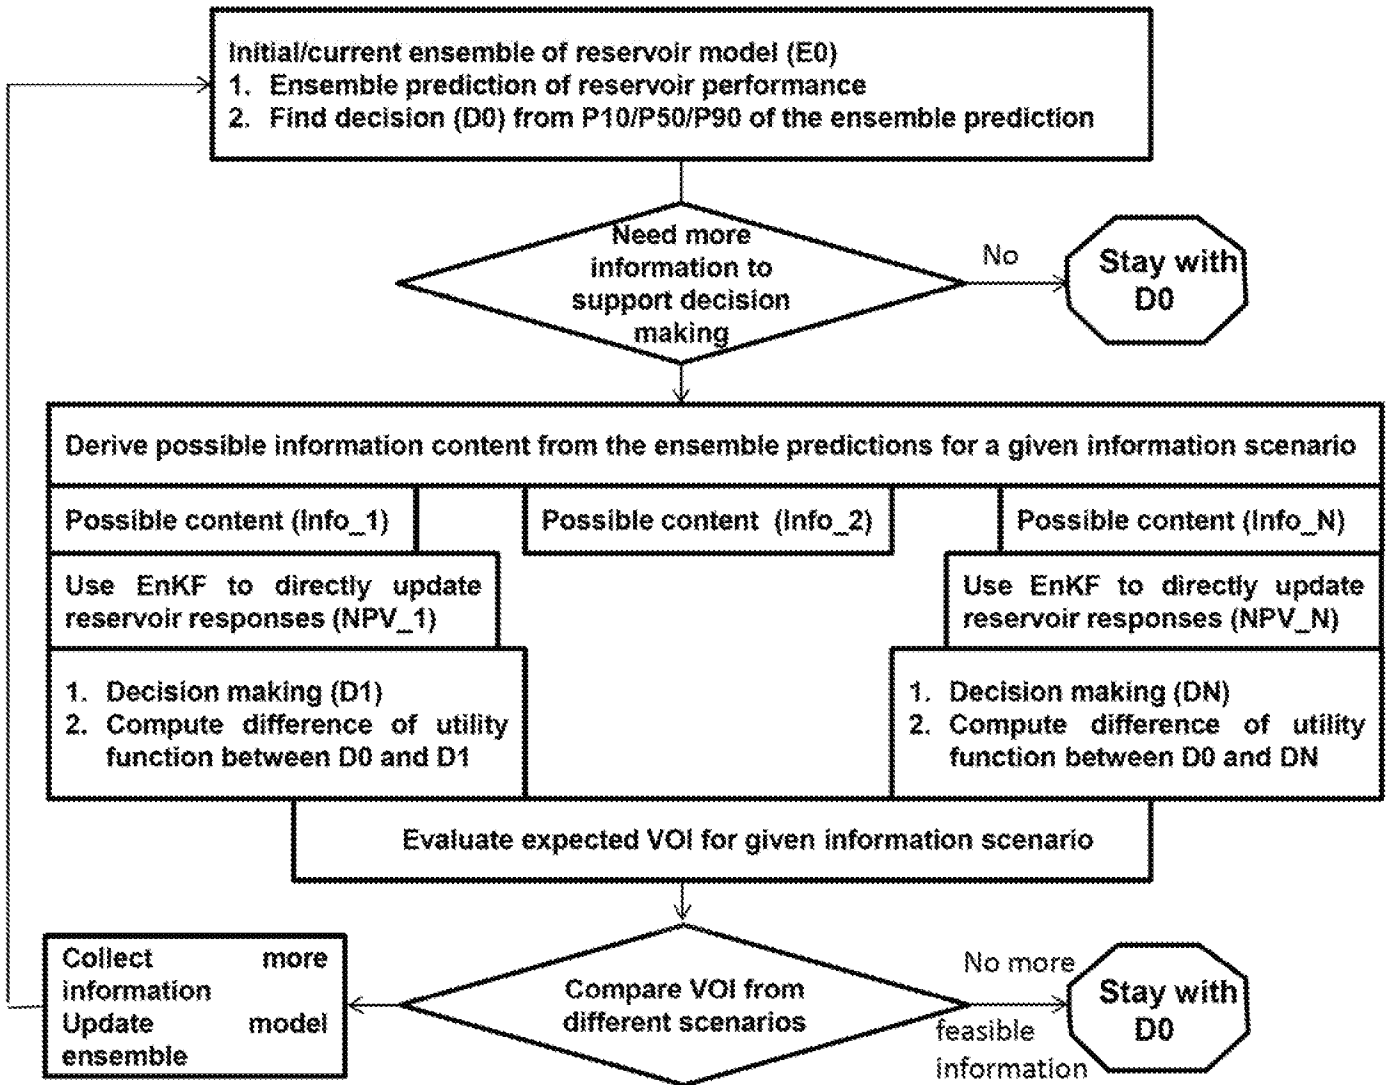 Initial/current ensemble of reservoir model (E0)
1. Ensemble prediction of reservoir performance
2. Find decision (D0) from P10/P50/P90 of the ensemble prediction
Need more
information to
support decision
making
No
Stay with
D0
Derive possible information content from the ensemble predictions for a given information scenario
Possible content (Info_1)
Possible content (Info_2)
Possible content (Info_N)
Use EnKF to directly update
reservoir responses (NPV_1)
Use EnKF to directly update
reservoir responses (NPV_N)
1. Decision making (D1)
2. Compute difference of utility
function between D0 and D1
1. Decision making (DN)
2. Compute difference of utility
function between D0 and DN
Evaluate expected VOI for given information scenario
Collect more
information
Update model
ensemble
Compare VOI from
different scenarios
No more
feasible
information
Stay with
D0